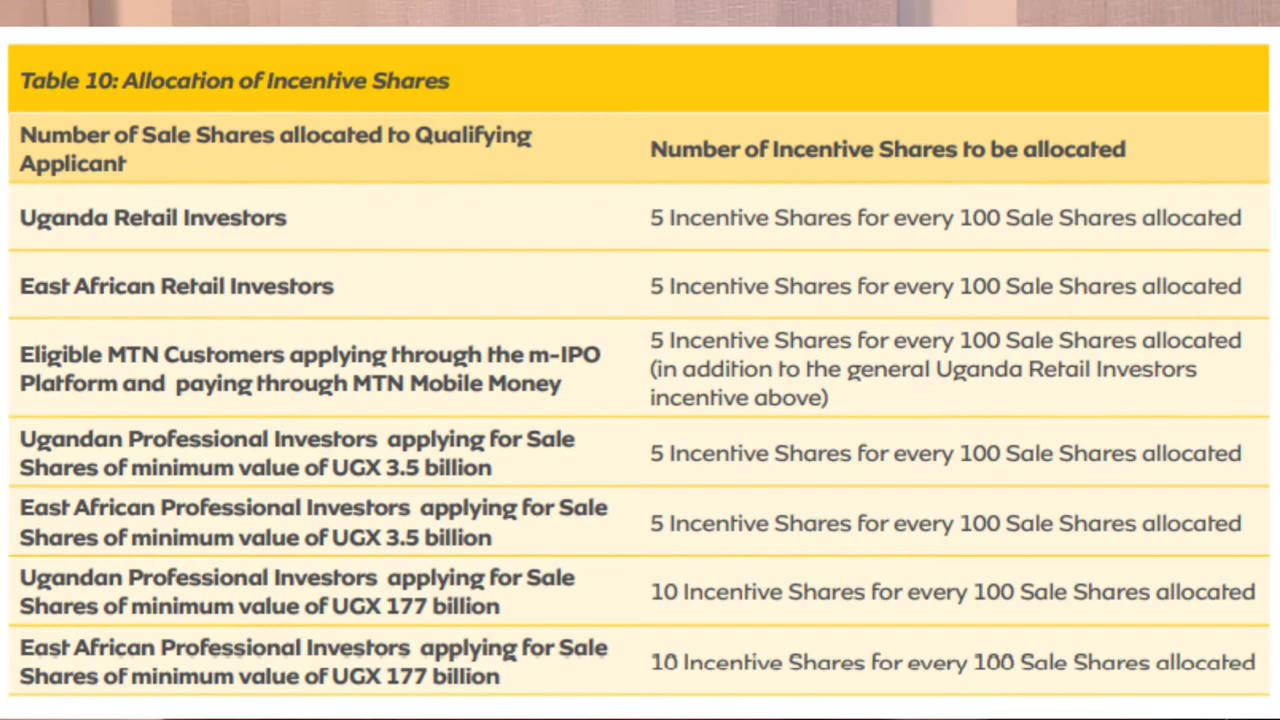 Table 10: Allocation of Incentive Shares
Number of Sale Shares allocated to Qualifying
Applicant
Number of Incentive Shares to be allocated
Uganda Retail Investors
5 Incentive Shares for every 100 Sale Shares allocated
East African Retail Investors
5 Incentive Shares for every 100 Sale Shares allocated
Eligible MTN Customers applying through the m-IPO
Platform and paying through MTN Mobile Money
5 Incentive Shares for every 100 Sale Shares allocated
(in addition to the general Uganda Retail Investors
incentive above)
Ugandan Professional Investors applying for Sale
Shares of minimum value of UGX 3.5 billion
5 Incentive Shares for every 100 Sale Shares allocated
East African Professional Investors applying for Sale
Shares of minimum value of UGX 3.5 billion
5 Incentive Shares for every 100 Sale Shares allocated
Ugandan Professional Investors applying for Sale
Shares of minimum value of UGX 177 billion
10 Incentive Shares for every 100 Sale Shares allocated
East African Professional Investors applying for Sale
Shares of minimum value of UGX 177 billion
10 Incentive Shares for every 100 Sale Shares allocated